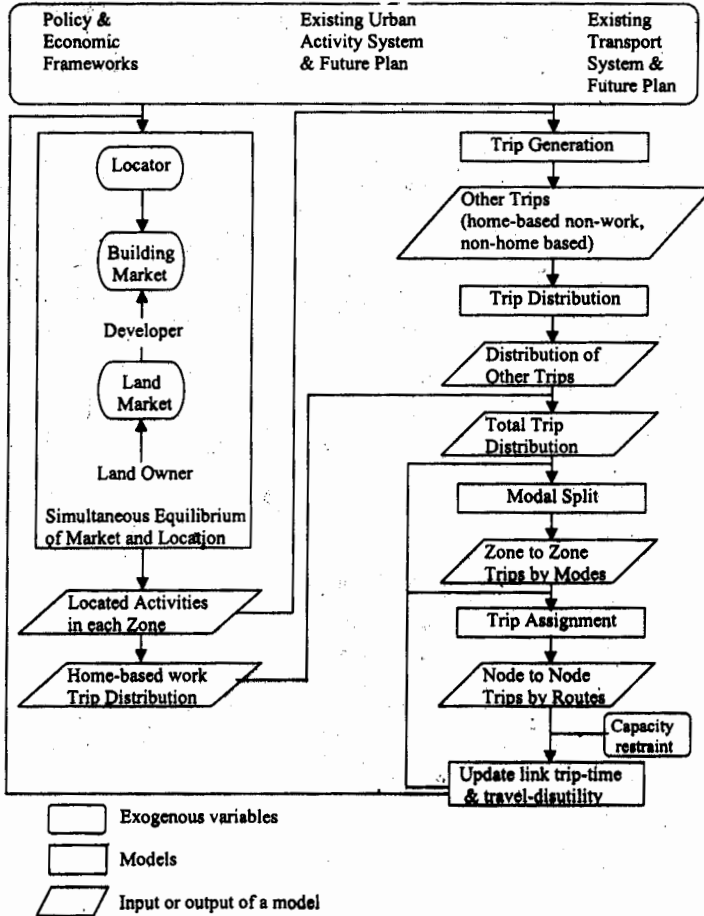 Policy &
Economic
Frameworks
Existing Urban
Activity System
& Future Plan
Existing
Transport
System &
Future Plan
Locator
Building
Market
Developer
Land
Market
Land Owner
Simultaneous Equilibrium
of Market and Location
Located Activities
in each Zone
Home-based work
Trip Distribution
Trip Generation
Other Trips
(home-based non-work,
non-home based)
Trip Distribution
Distribution of
Other Trips
Total Trip
Distribution
Modal Split
Zone to Zone
Trips by Modes
Trip Assignment
Node to Node
Trips by Routes
Capacity
restraint
Update link trip-time
& travel-disutility
Exogenous variables
Models
Input or output of a model